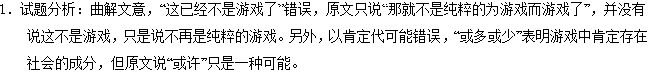 1．试题分析：曲解文意，“这已经不是游戏了”错误，原文只说“那就不是纯粹的为游戏而游戏了”，并没有
说这不是游戏，只是说不再是纯粹的游戏。另外，以肯定代可能错误，“或多或少”表明游戏中肯定存在
社会的成分，但原文说“或许”只是一种可能。